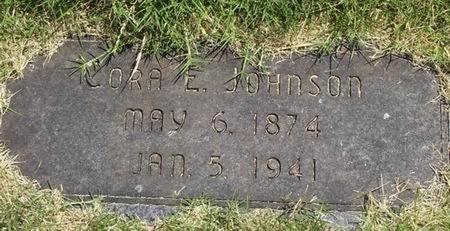 CORA E. JOHNSON
MAY 6, 1874
JAN. 5, 1941